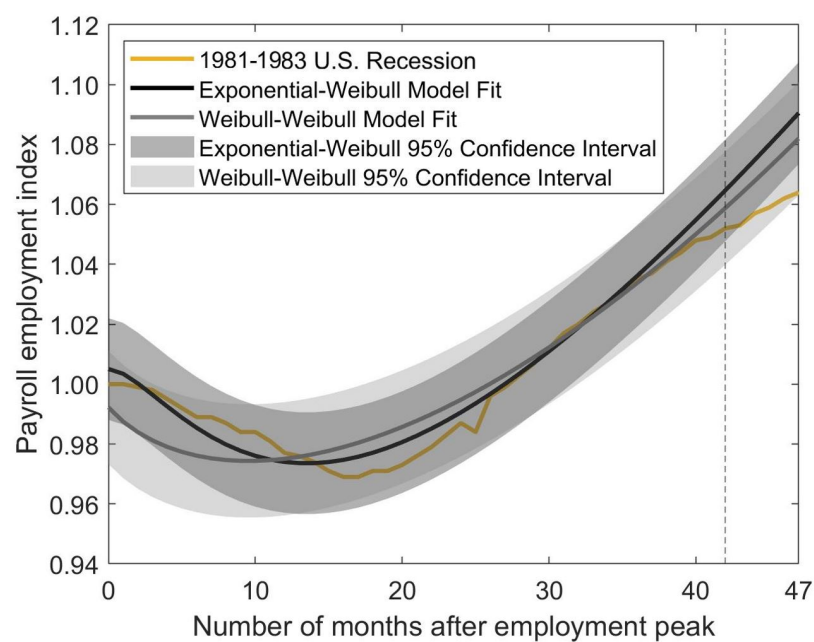 1.12
1.10
1.08
1.06
1.04
1.02
1.00
0.98
0.96
0.94
Payroll employment index
1981-1983 U.S. Recession
Exponential-Weibull Model Fit
Weibull-Weibull Model Fit
Exponential-Weibull 95% Confidence Interval
Weibull-Weibull 95% Confidence Interval
0 10 20 30 40 47
Number of months after employment peak